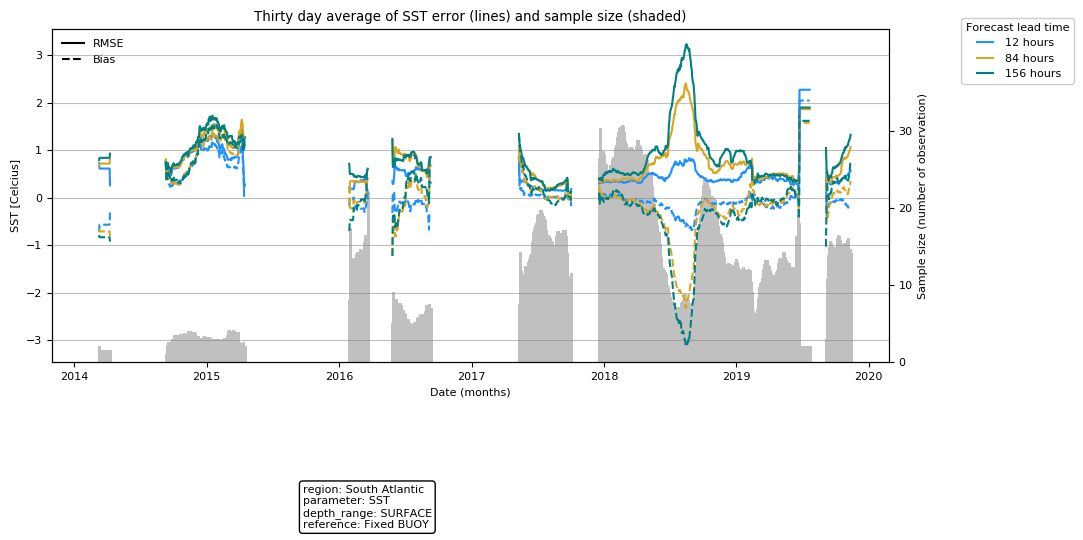 Thirty day average of SST error (lines) and sample size (shaded)
RMSE
Bias
Forecast lead time
12 hours
84 hours
156 hours
SST [Celcius]
3
2
1
0
−1
−2
−3
Sample size (number of observation)
30
20
10
0
2014 2015 2016 2017 2018 2019 2020
Date (months)
region: South Atlantic
parameter: SST
depth_range: SURFACE
reference: Fixed BUOY